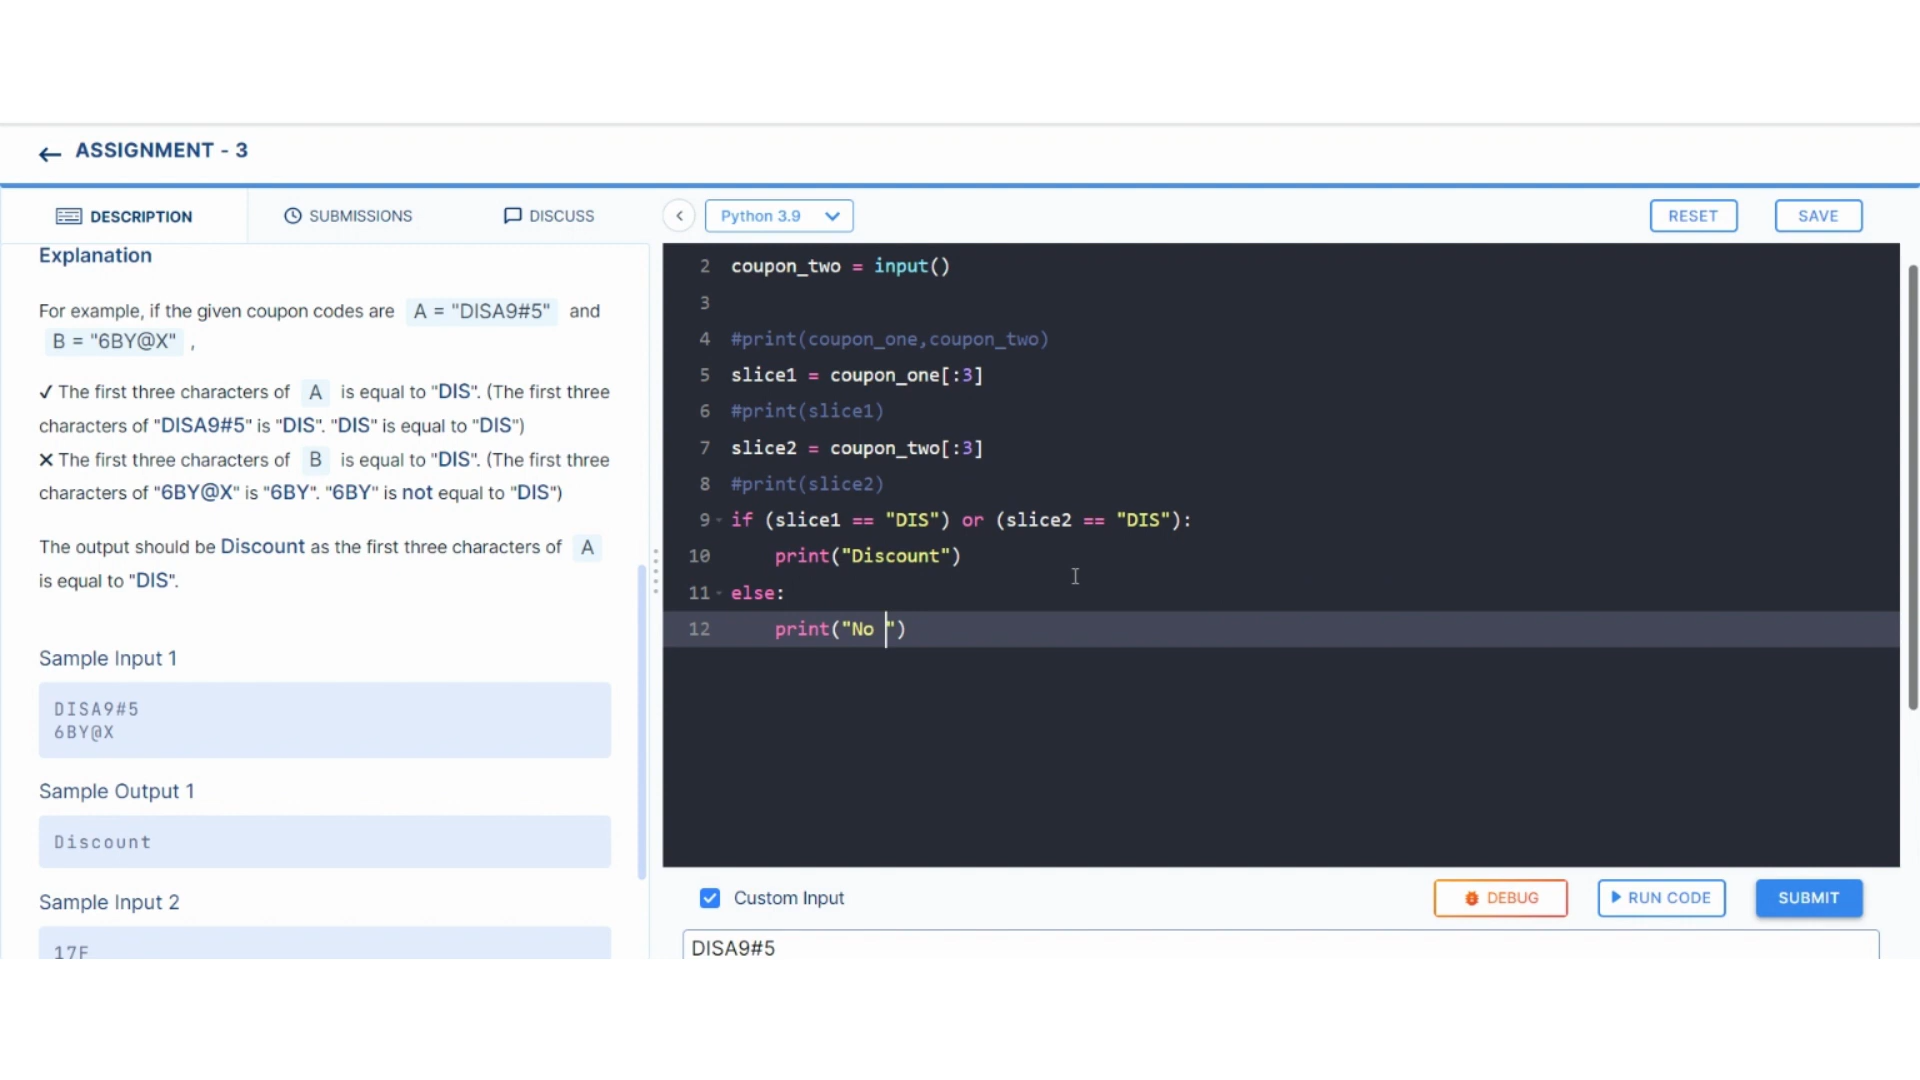 ASSIGNMENT - 3
DESCRIPTION
SUBMISSIONS
DISCUSS
Explanation
For example, if the given coupon codes are A = "DISA9#5" and
B = "6BY@X" ,
✓ The first three characters of A is equal to "DIS". (The first three
characters of "DISA9#5" is "DIS". "DIS" is equal to "DIS")
✕ The first three characters of B is equal to "DIS". (The first three
characters of "6BY@X" is "6BY". "6BY" is not equal to "DIS")
The output should be Discount as the first three characters of A
is equal to "DIS".
Sample Input 1
DISA9#5
6BY@X
Sample Output 1
Discount
Sample Input 2
17F
Python 3.9
RESET
SAVE
2 coupon_two = input()
3
4 #print(coupon_one,coupon_two)
5 slice1 = coupon_one[:3]
6 #print(slice1)
7 slice2 = coupon_two[:3]
8 #print(slice2)
9 if (slice1 == "DIS") or (slice2 == "DIS"):
10 print("Discount")
11 else:
12 print("No ")
Custom Input
DEBUG
RUN CODE
SUBMIT
DISA9#5